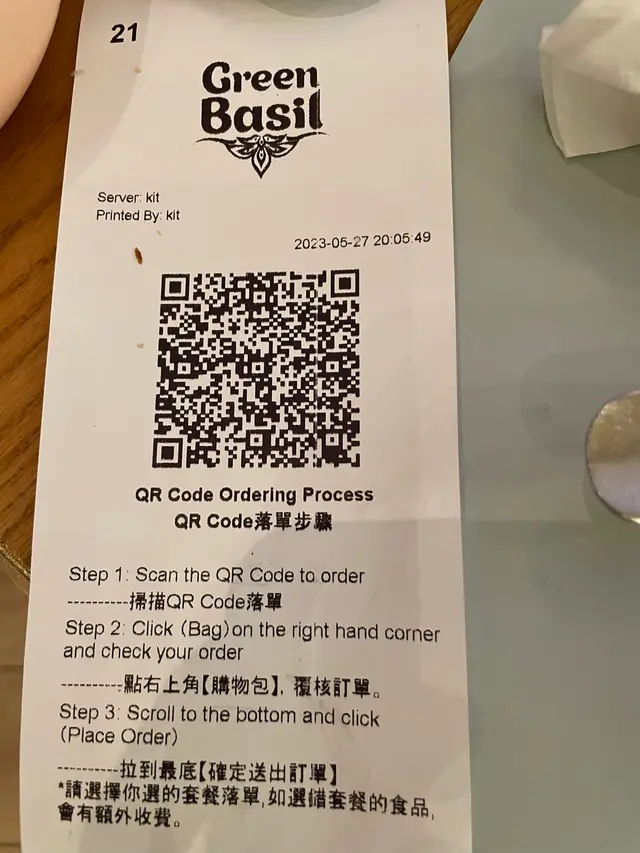 21
Green
Basil
Server: kit
Printed By: kit
2023-05-27 20:05:49
QR Code Ordering Process
QR Code落單步驟
Step 1: Scan the QR Code to order
----------掃描QR Code落單
Step 2: Click (Bag)on the right hand corner
and check your order
----------點右上角【購物包】, 覆核訂單。
Step 3: Scroll to the bottom and click
(Place Order)
----------拉到最底【確定送出訂單】
*請選擇你選的套餐落單,如選錯套餐的食品,
會有額外收費。